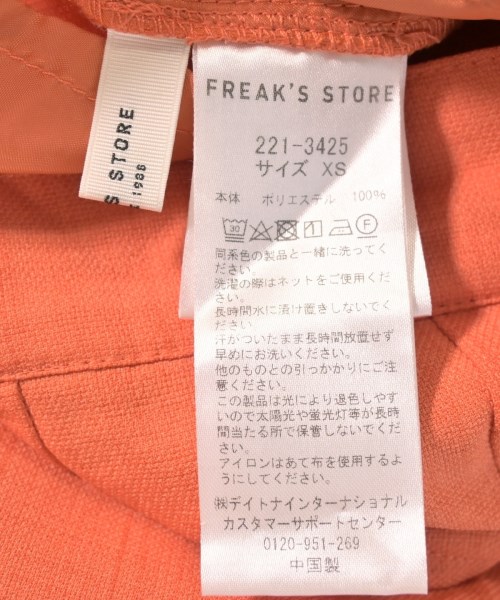 S STORE
1986
FREAK'S STORE
221-3425
サイズ XS
本体 ポリエステル 100%
30
F
同系色の製品と一緒に洗ってく
ださい。
洗濯の際はネットをご使用くだ
さい。
長時間水に漬け置きしないでく
ださい。
汗がついたまま長時間放置せず
早めにお洗いください。
他のものとの引っかかりにご注
意ください。
この製品は光により退色しやす
いので太陽光や蛍光灯等が長時
間当たる所で保管しないでくだ
さい。
アイロンはあて布を使用するよ
うにしてください。
㈱デイトナインターナショナル
カスタマーサポートセンター
0120-951-269
中国製